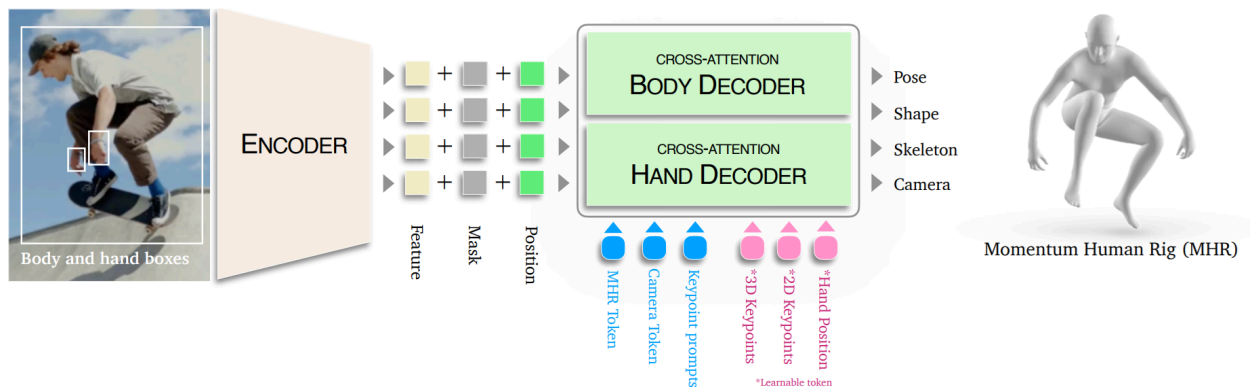 Body and hand boxes
ENCODER
Feature
Mask
Position
CROSS-ATTENTION
BODY DECODER
CROSS-ATTENTION
HAND DECODER
MHR Token
Camera Token
Keypoint prompts
*3D Keypoints
*2D Keypoints
*Hand Position
*Learnable token
Pose
Shape
Skeleton
Camera
Momentum Human Rig (MHR)